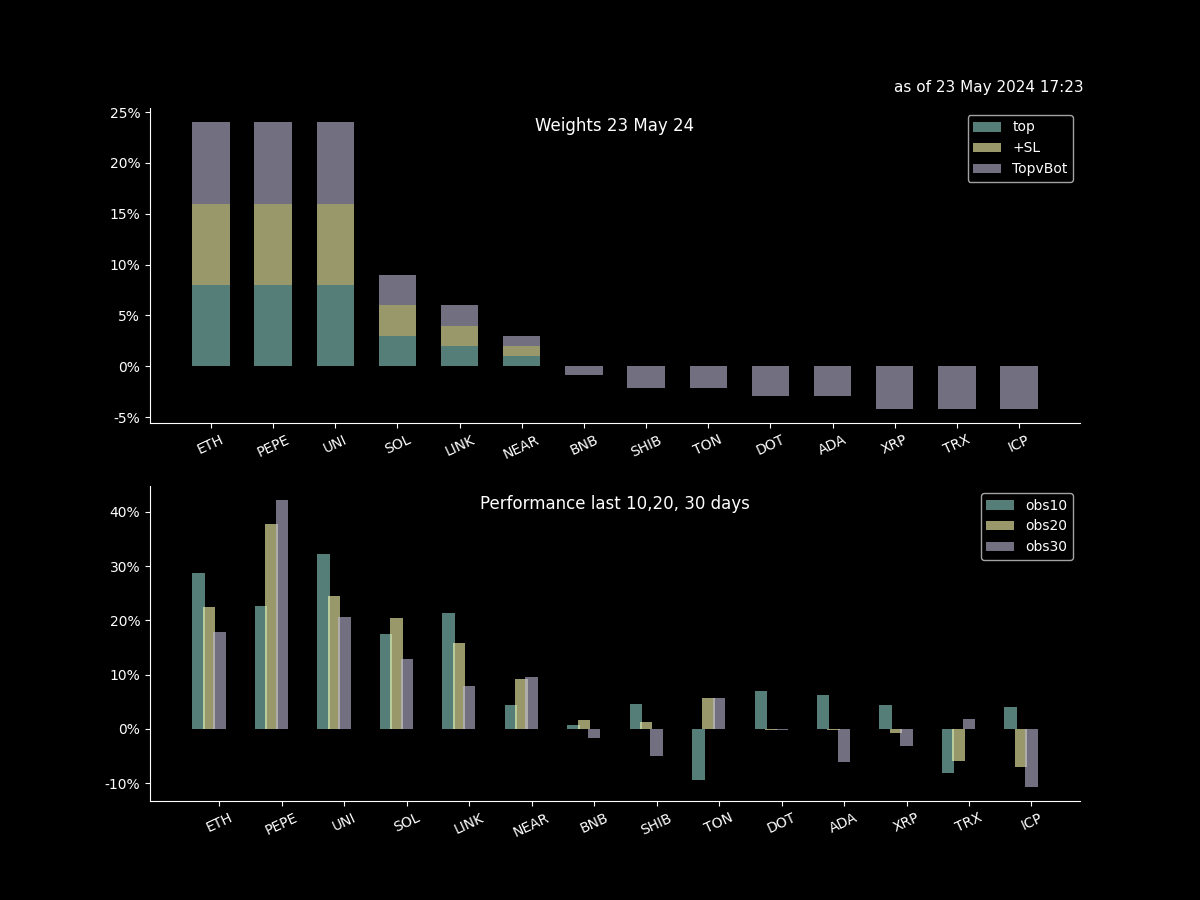 as of 23 May 2024 17:23
Weights 23 May 24
top
+SL
TopvBot
25%
20%
15%
10%
5%
0%
-5%
ETH PEPE UNI SOL LINK NEAR BNB SHIB TON DOT ADA XRP TRX ICP
Performance last 10,20, 30 days
obs10
obs20
obs30
40%
30%
20%
10%
0%
-10%
ETH PEPE UNI SOL LINK NEAR BNB SHIB TON DOT ADA XRP TRX ICP